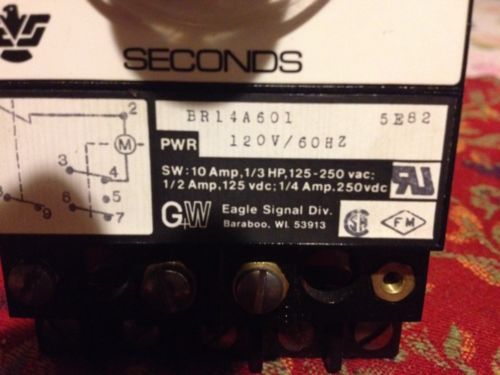 SECONDS
BR14A601 5E82
PWR 120V/60HZ
SW: 10 Amp, 1/3 HP, 125-250 vac;
1/2 Amp, 125 vdc; 1/4 Amp. 250vdc
G+W Eagle Signal Div.
Baraboo, WI. 53913
SA FM
2
M
3 4
5
8 6
9 7